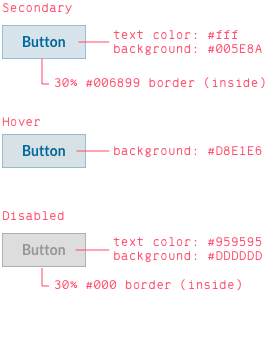 Secondary
Button
text color: #fff
background: #005E8A
30% #006899 border (inside)
Hover
Button
background: #D8E1E6
Disabled
Button
text color: #959595
background: #DDDDDD
30% #000 border (inside)